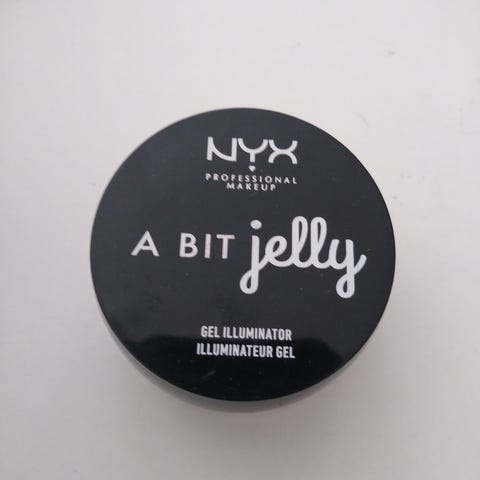 NYX
PROFESSIONAL
MAKEUP
A BIT jelly
GEL ILLUMINATOR
ILLUMINATEUR GEL